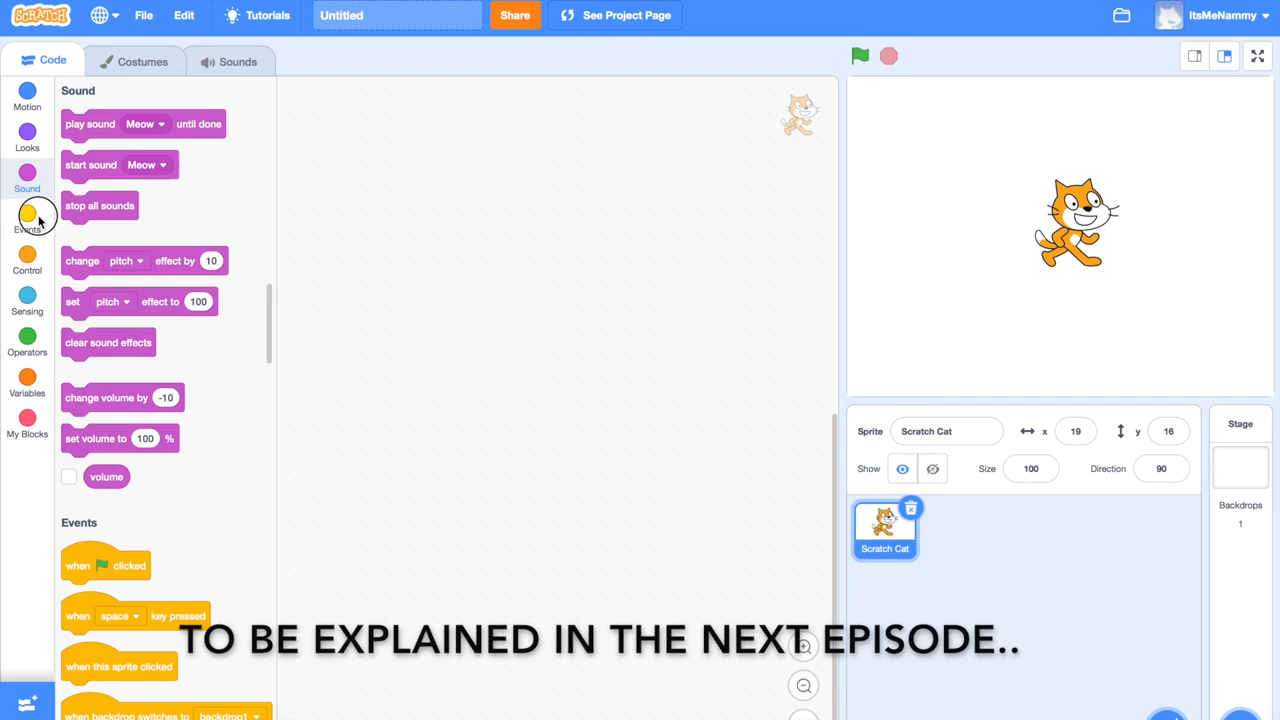 SCRATCH File Edit Tutorials Untitled Share See Project Page ItsMeNammy
Code Costumes Sounds
Motion
Looks
Sound
Events
Control
Sensing
Operators
Variables
My Blocks
Sound
play sound Meow until done
start sound Meow
stop all sounds
change pitch effect by 10
set pitch effect to 100
clear sound effects
change volume by -10
set volume to 100 %
volume
Events
when clicked
when space key pressed
when this sprite clicked
when backdrop switches to backdrop1
TO BE EXPLAINED IN THE NEXT EPISODE..
Sprite Scratch Cat x 19 y 16
Show Size 100 Direction 90
Scratch Cat
Stage
Backdrops
1